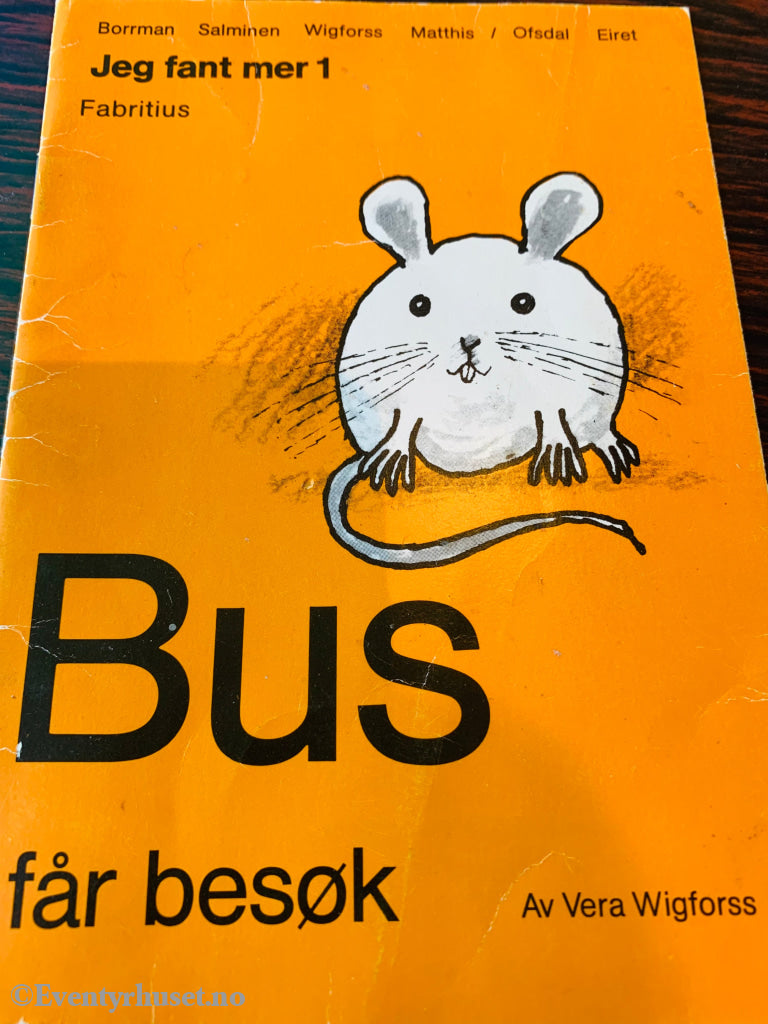 Borrman Salminen Wigforss Matthis / Ofsdal Eiret
Jeg fant mer 1
Fabritius
Bus
får besøk
Av Vera Wigforss
©Eventyrhuset.no